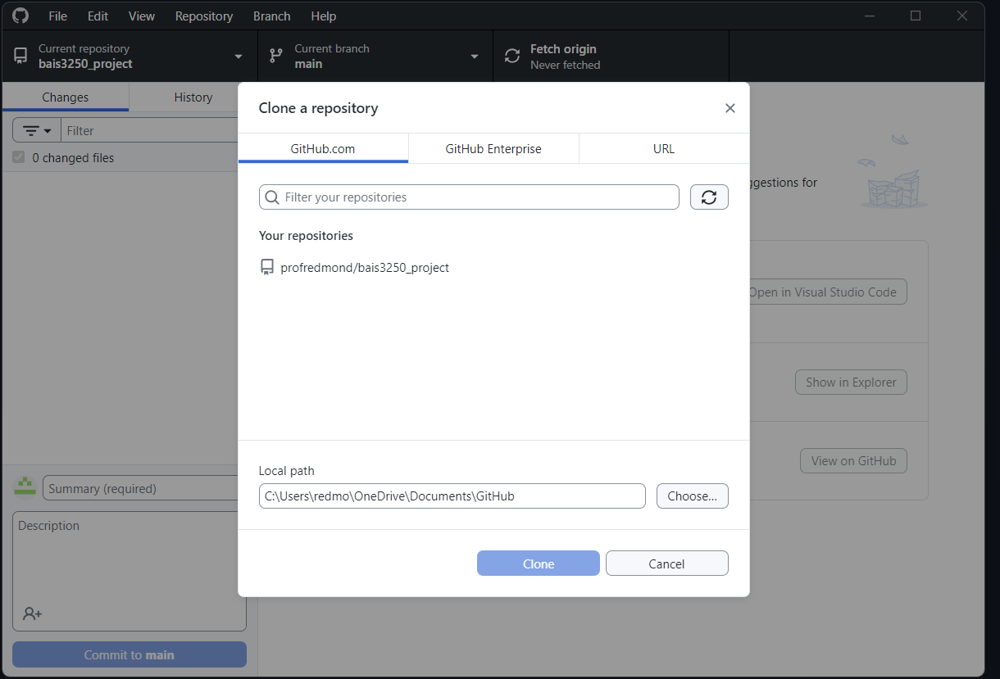 File Edit View Repository Branch Help
Current repository
bais3250_project
Current branch
main
Fetch origin
Never fetched
Changes
History
Filter
0 changed files
Clone a repository
GitHub.com
GitHub Enterprise
URL
Filter your repositories
Your repositories
profredmond/bais3250_project
Local path
C:\Users\redmo\OneDrive\Documents\GitHub
Choose...
Clone
Cancel
ggestions for
Open in Visual Studio Code
Show in Explorer
View on GitHub
Summary (required)
Description
Commit to main